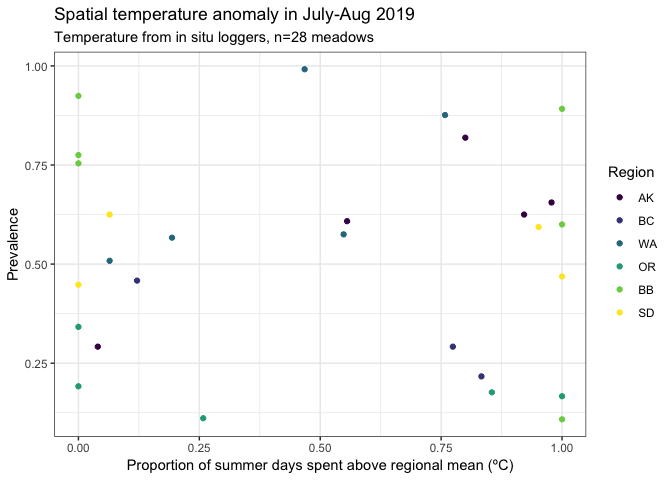 Spatial temperature anomaly in July-Aug 2019
Temperature from in situ loggers, n=28 meadows
1.00
0.75
0.50
0.25
Prevalence
0.00
0.25
0.50
0.75
1.00
Proportion of summer days spent above regional mean (ºC)
Region
AK
BC
WA
OR
BB
SD